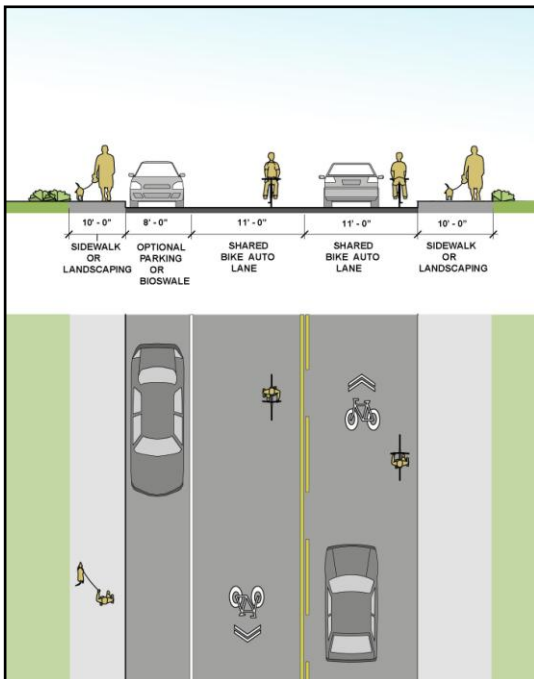 10' - 0" 8' - 0" 11' - 0" 11' - 0" 10' - 0"
SIDEWALK
OR
LANDSCAPING
OPTIONAL
PARKING
OR
BIOSWALE
SHARED
BIKE AUTO
LANE
SHARED
BIKE AUTO
LANE
SIDEWALK
OR
LANDSCAPING